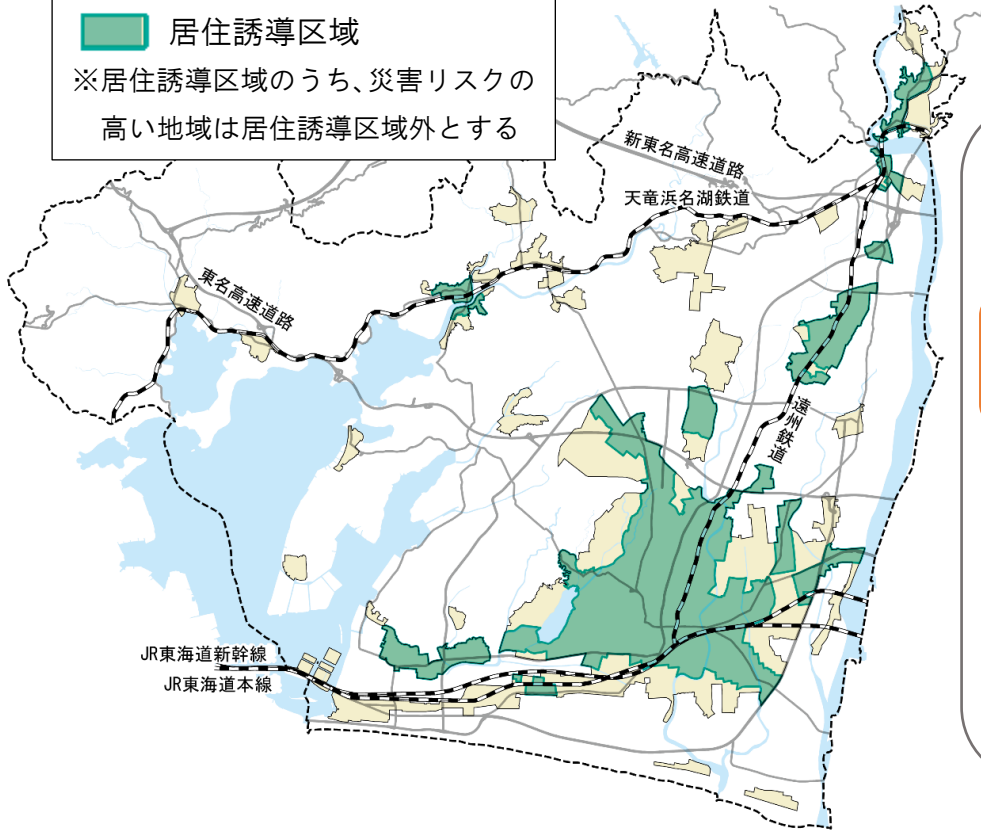 居住誘導区域
※居住誘導区域のうち、災害リスクの
高い地域は居住誘導区域外とする
新東名高速道路
天竜浜名湖鉄道
東名高速道路
遠州鉄道
JR東海道新幹線
JR東海道本線